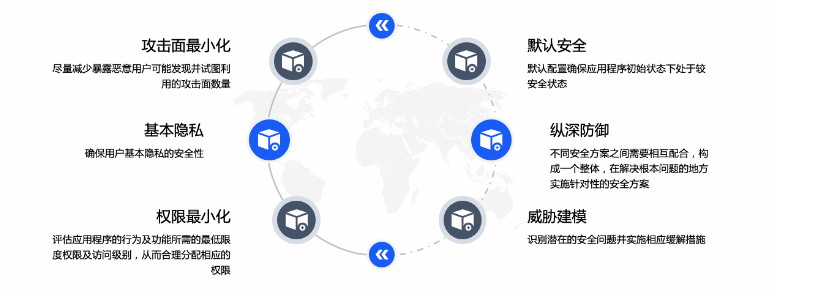 攻击面最小化
尽量减少暴露恶意用户可能发现并试图利
用的攻击面数量
基本隐私
确保用户基本隐私的安全性
权限最小化
评估应用程序的行为及功能所需的最低限
度权限及访问级别，从而合理分配相应的
权限
默认安全
默认配置确保应用程序初始状态下处于较
安全状态
纵深防御
不同安全方案之间需要相互配合，构
成一个整体，在解决根本问题的地方
实施针对性的安全方案
威胁建模
识别潜在的安全问题并实施相应缓解措施